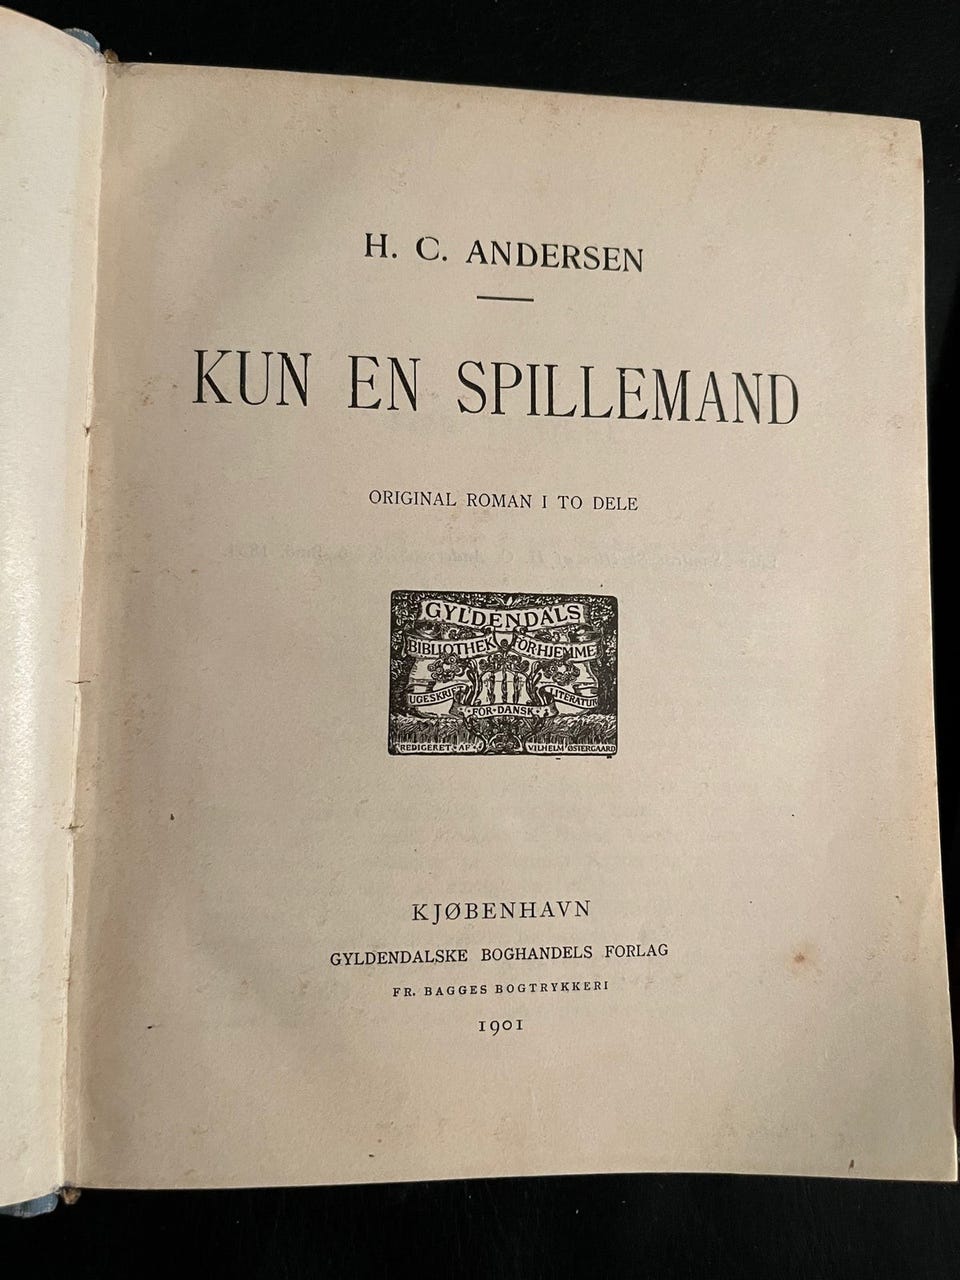 H. C. ANDERSEN
KUN EN SPILLEMAND
ORIGINAL ROMAN I TO DELE
GYLDENDALS
BIBLIOTHEK FOR HJEMMET
UGESKRIFT
LITERATUR
FOR · DANSK ·
REDIGERET · AF
VILHELM ØSTERGAARD
KJØBENHAVN
GYLDENDALSKE BOGHANDELS FORLAG
FR. BAGGES BOGTRYKKERI
1901